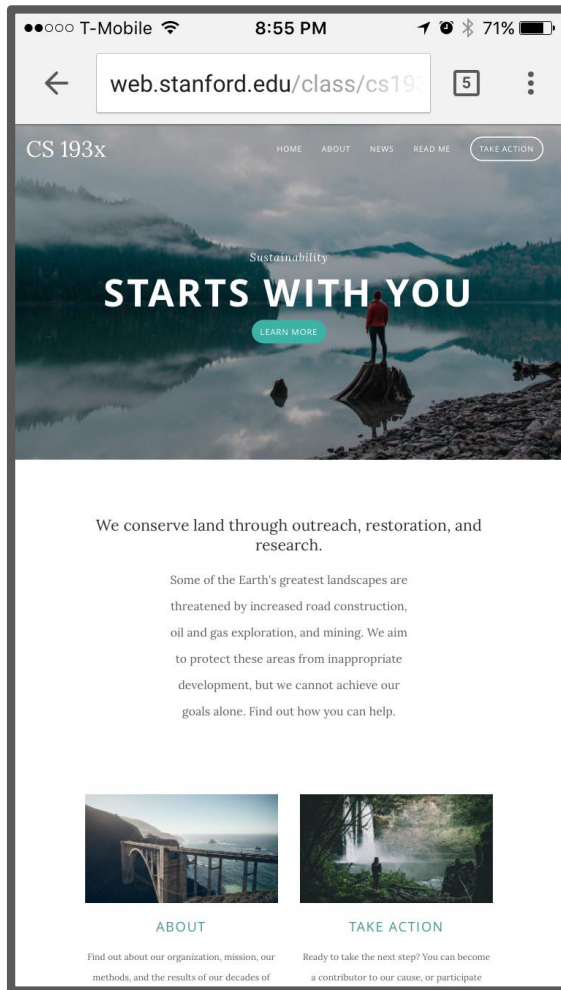 T-Mobile 8:55 PM 71%
web.stanford.edu/class/cs193 5
CS 193x HOME ABOUT NEWS READ ME TAKE ACTION
Sustainability
STARTS WITH YOU
LEARN MORE
We conserve land through outreach, restoration, and
research.
Some of the Earth's greatest landscapes are
threatened by increased road construction,
oil and gas exploration, and mining. We aim
to protect these areas from inappropriate
development, but we cannot achieve our
goals alone. Find out how you can help.
ABOUT
Find out about our organization, mission, our
methods, and the results of our decades of
TAKE ACTION
Ready to take the next step? You can become
a contributor to our cause, or participate